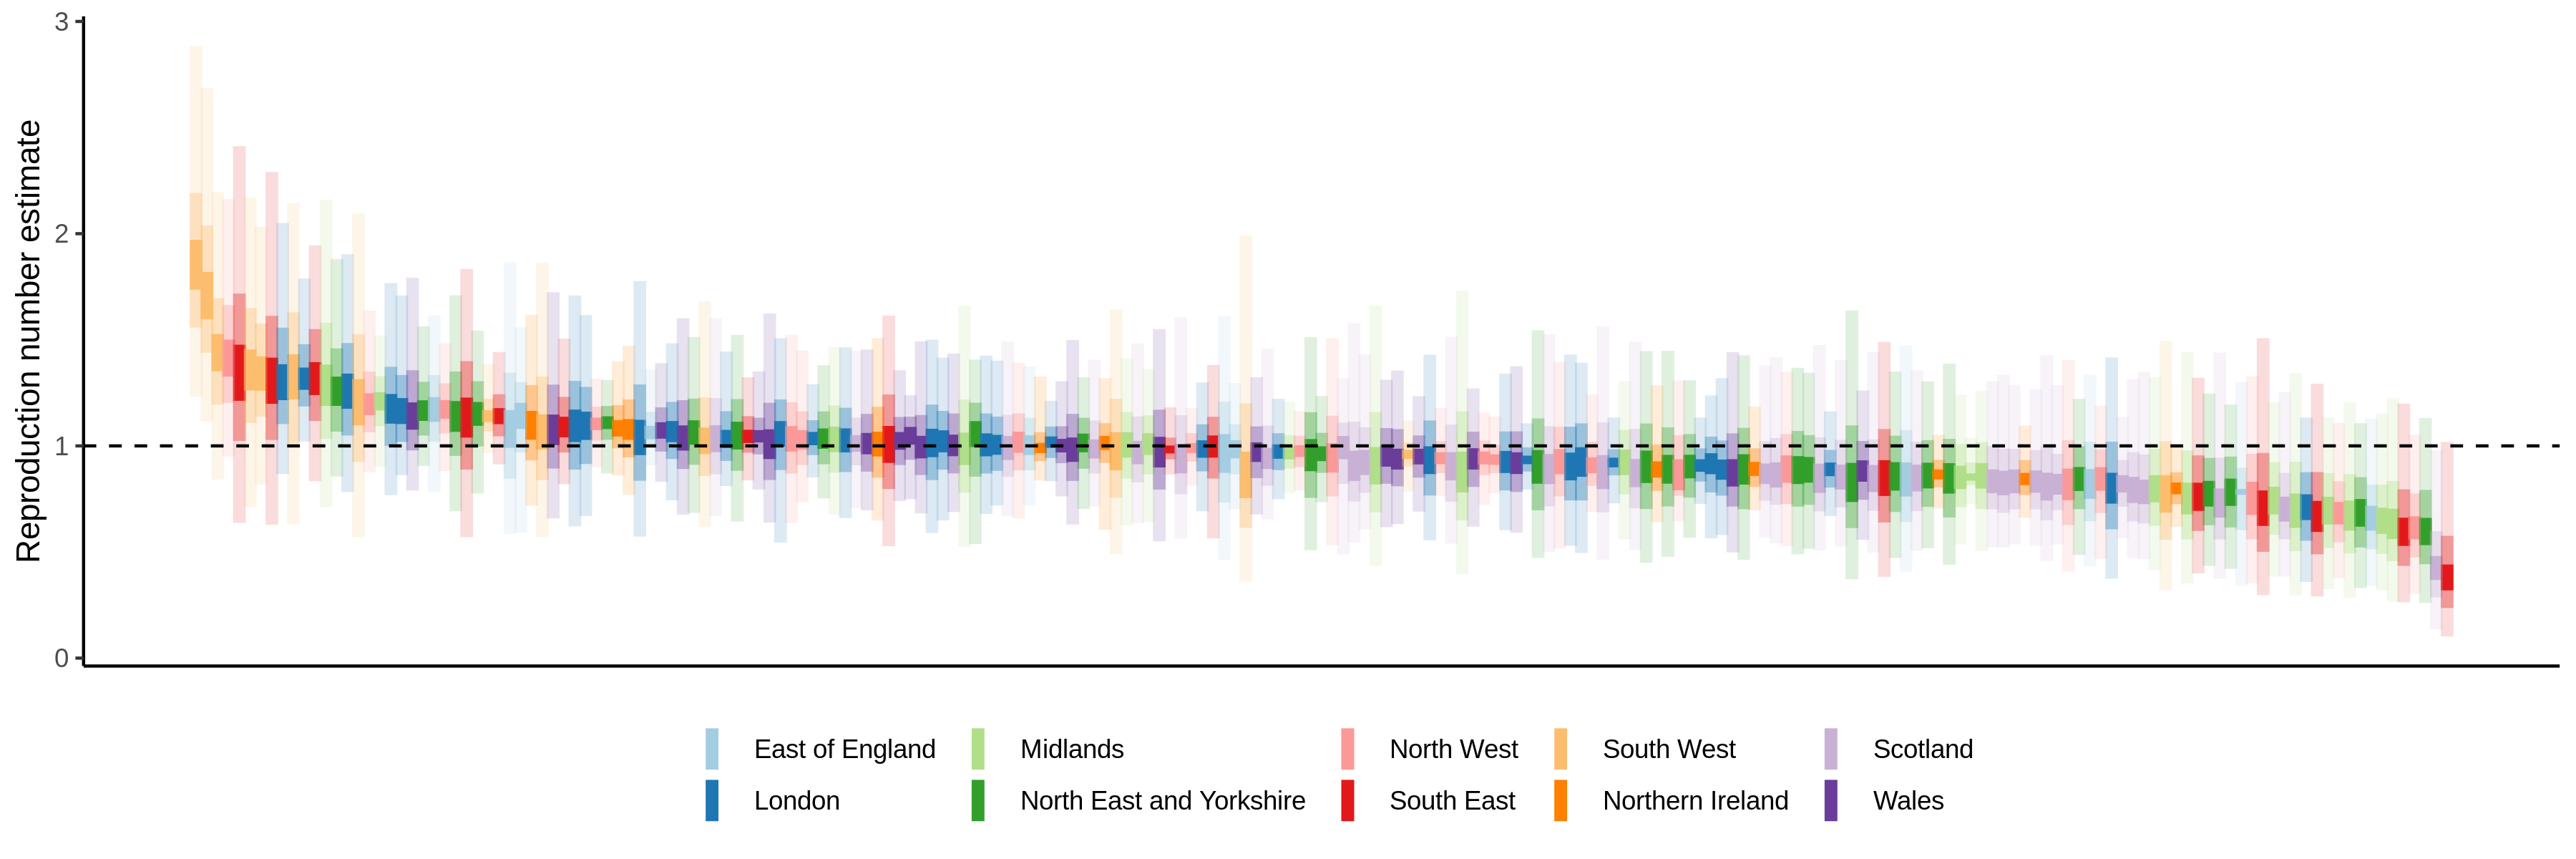 3
2
1
0
Reproduction number estimate
East of England Midlands North West South West Scotland
London North East and Yorkshire South East Northern Ireland Wales